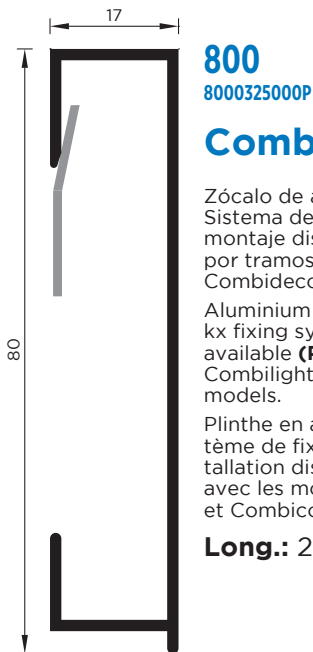 17
80
800
8000325000P
Comb
Zócalo de a
Sistema de
montaje dis
por tramos
Combideco
Aluminium
kx fixing sy
available (P
Combilight
models.
Plinthe en a
tème de fix
tallation dis
avec les mo
et Combico
Long.: 2